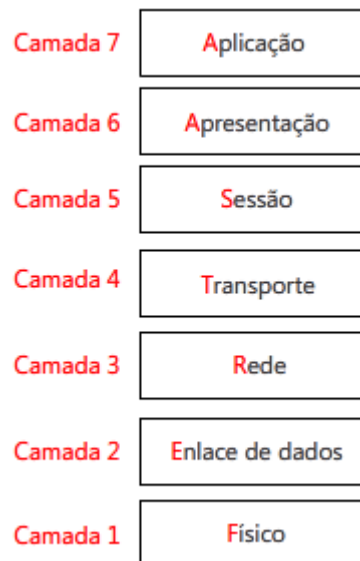 Camada 7 Aplicação
Camada 6 Apresentação
Camada 5 Sessão
Camada 4 Transporte
Camada 3 Rede
Camada 2 Enlace de dados
Camada 1 Físico